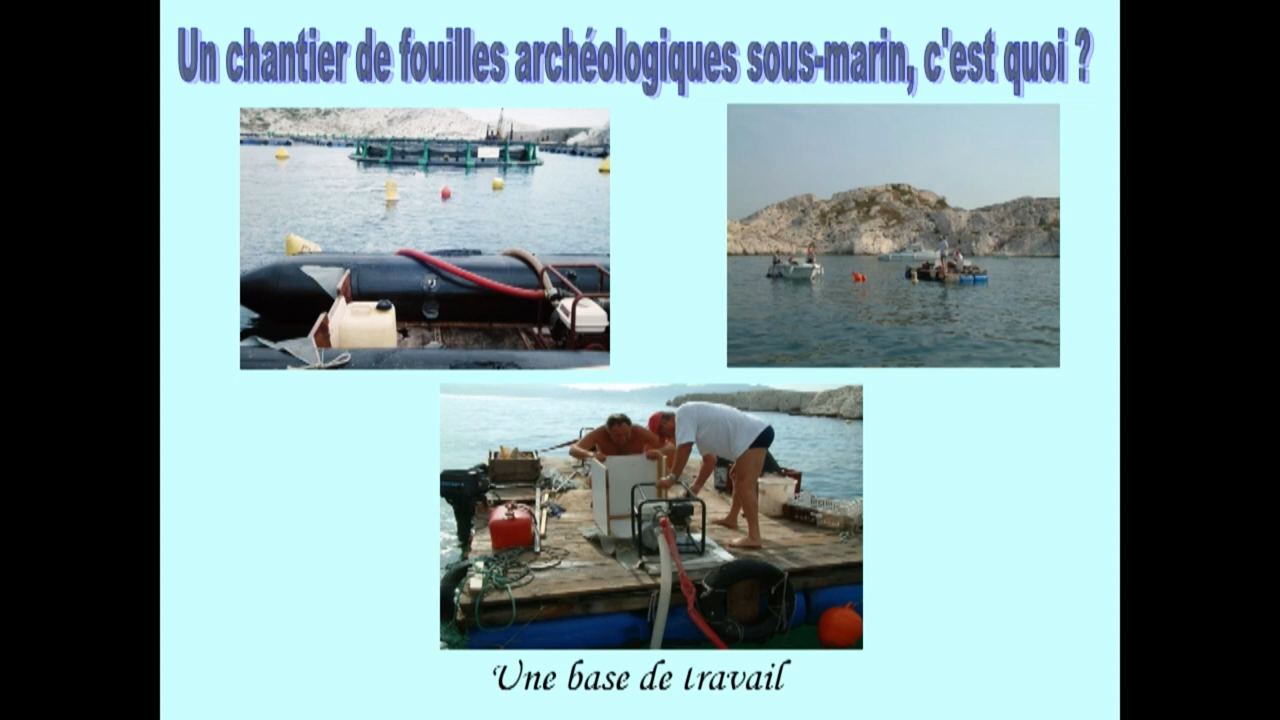 Un chantier de fouilles archéologiques sous-marin, c'est quoi ?
Une base de travail